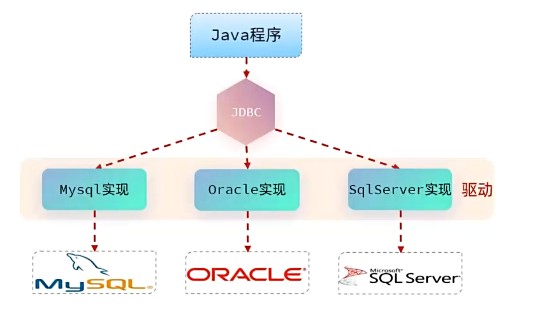 Java程序
JDBC
Mysql实现
Oracle实现
SqlServer实现
驱动
MySQL®
ORACLE®
Microsoft®
SQL Server